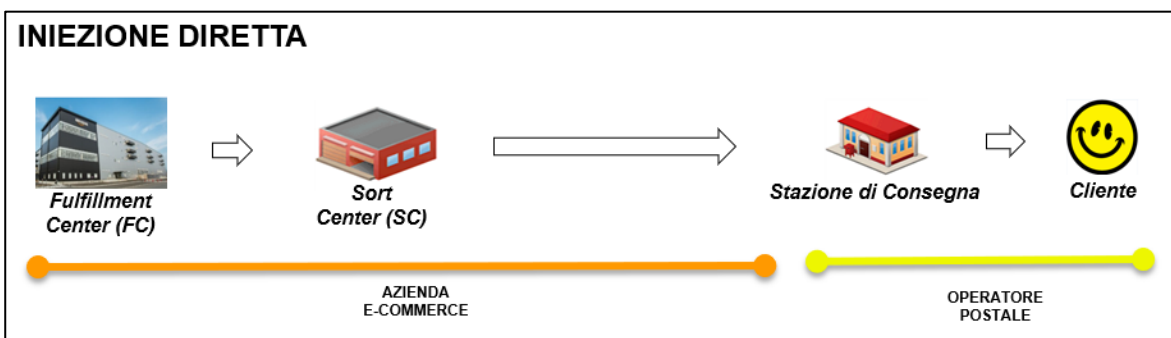 INIEZIONE DIRETTA
Fulfillment
Center (FC)
Sort
Center (SC)
Stazione di Consegna
Cliente
AZIENDA
E-COMMERCE
OPERATORE
POSTALE